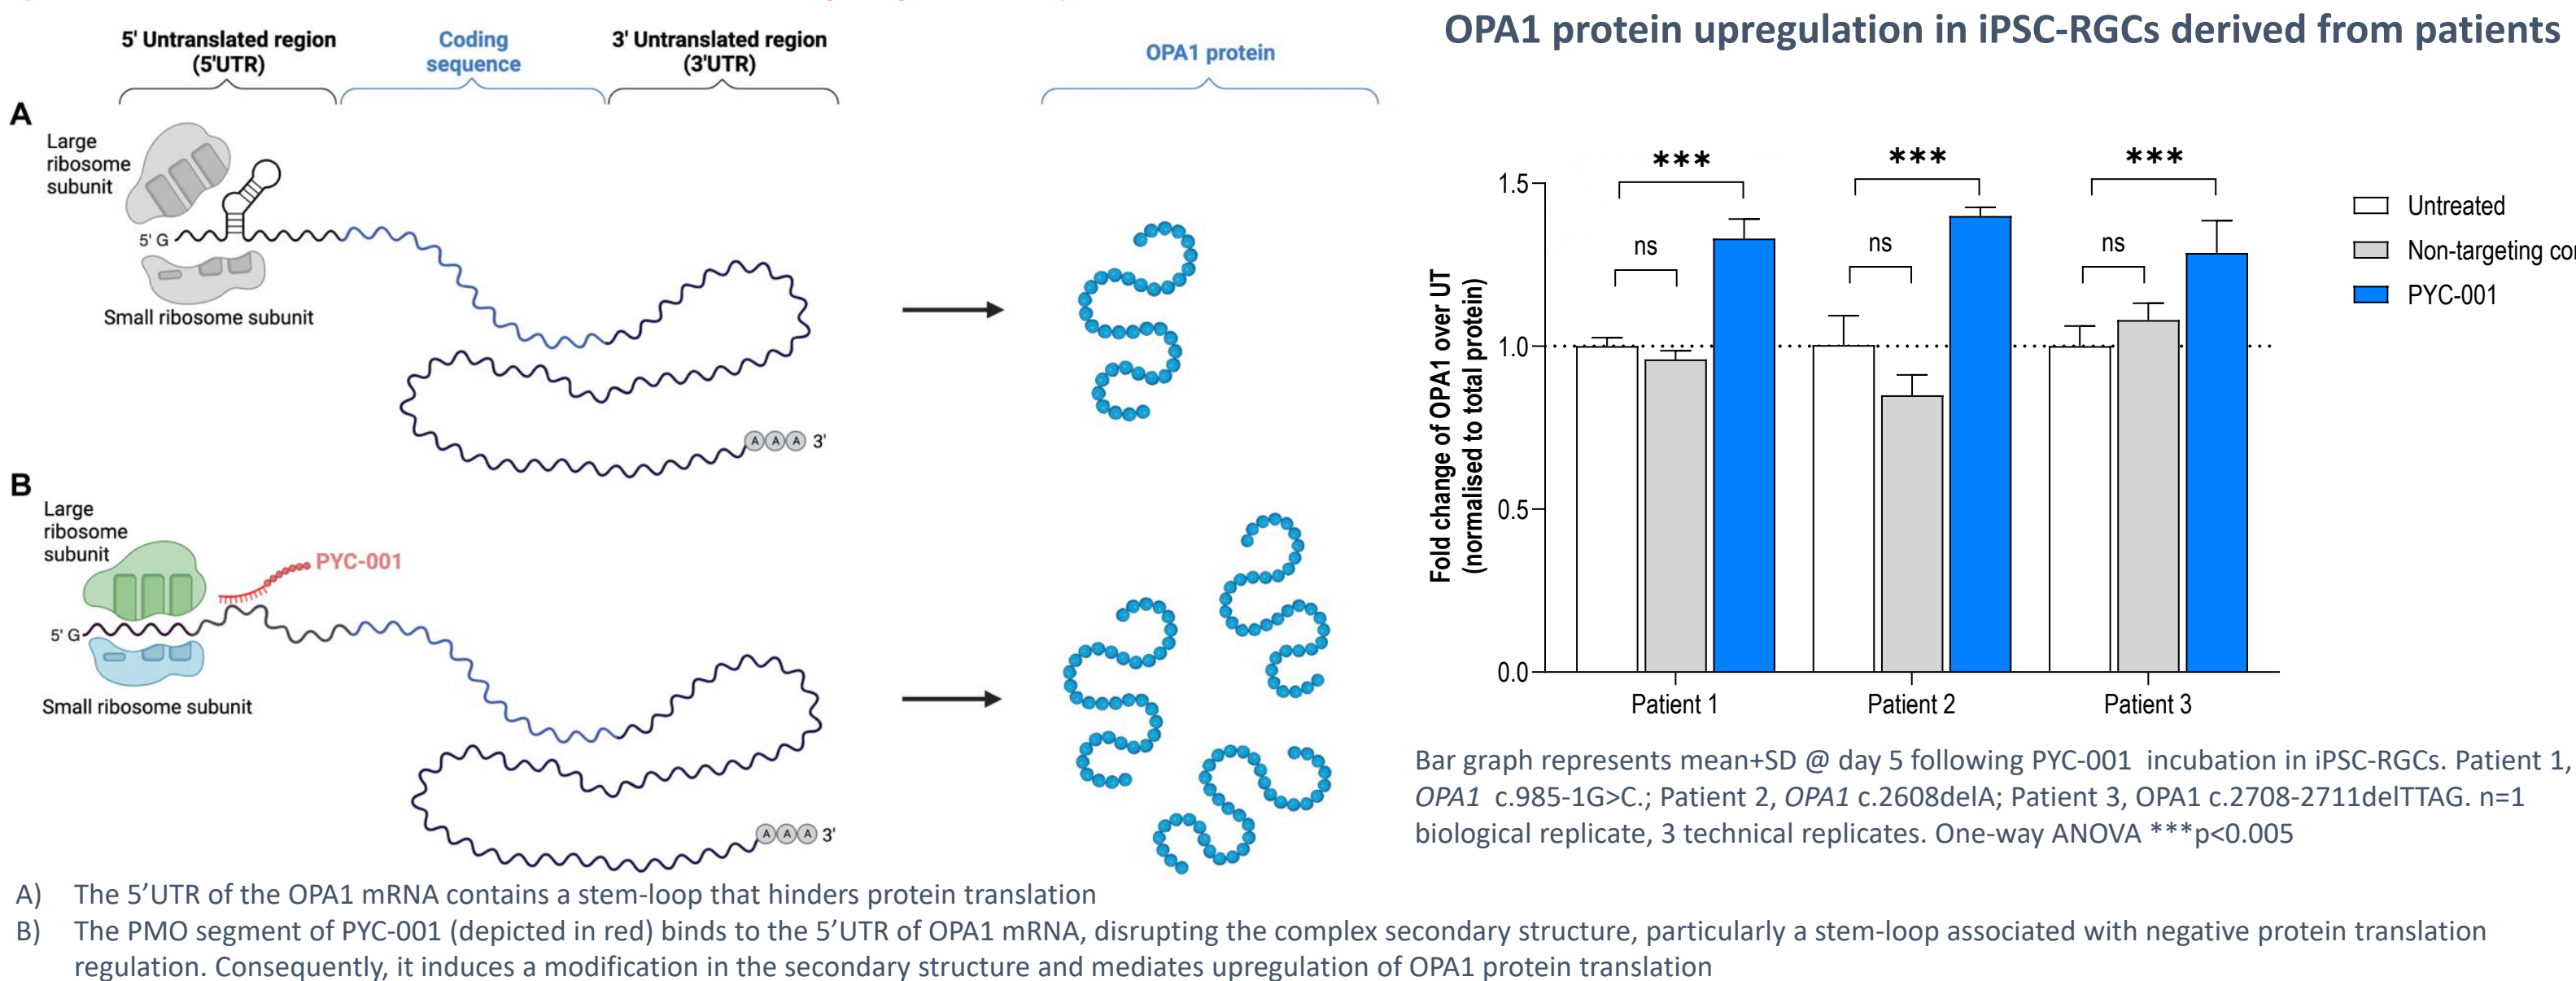 5' Untranslated region
(5'UTR)
Coding
sequence
3' Untranslated region
(3'UTR)
OPA1 protein
A
Large
ribosome
subunit
5' G
Small ribosome subunit
A A A 3'
B
Large
ribosome
subunit
PYC-001
5' G
Small ribosome subunit
A A A 3'
A) The 5’UTR of the OPA1 mRNA contains a stem-loop that hinders protein translation
B) The PMO segment of PYC-001 (depicted in red) binds to the 5’UTR of OPA1 mRNA, disrupting the complex secondary structure, particularly a stem-loop associated with negative protein translation
regulation. Consequently, it induces a modification in the secondary structure and mediates upregulation of OPA1 protein translation
OPA1 protein upregulation in iPSC-RGCs derived from patients
Fold change of OPA1 over UT
(normalised to total protein)
1.5
1.0
0.5
0.0
*** *** ***
ns ns ns
Patient 1 Patient 2 Patient 3
Untreated
Non-targeting
PYC-001
Bar graph represents mean+SD @ day 5 following PYC-001 incubation in iPSC-RGCs. Patient 1,
OPA1 c.985-1G>C.; Patient 2, OPA1 c.2608delA; Patient 3, OPA1 c.2708-2711delTTAG. n=1
biological replicate, 3 technical replicates. One-way ANOVA ***p<0.005